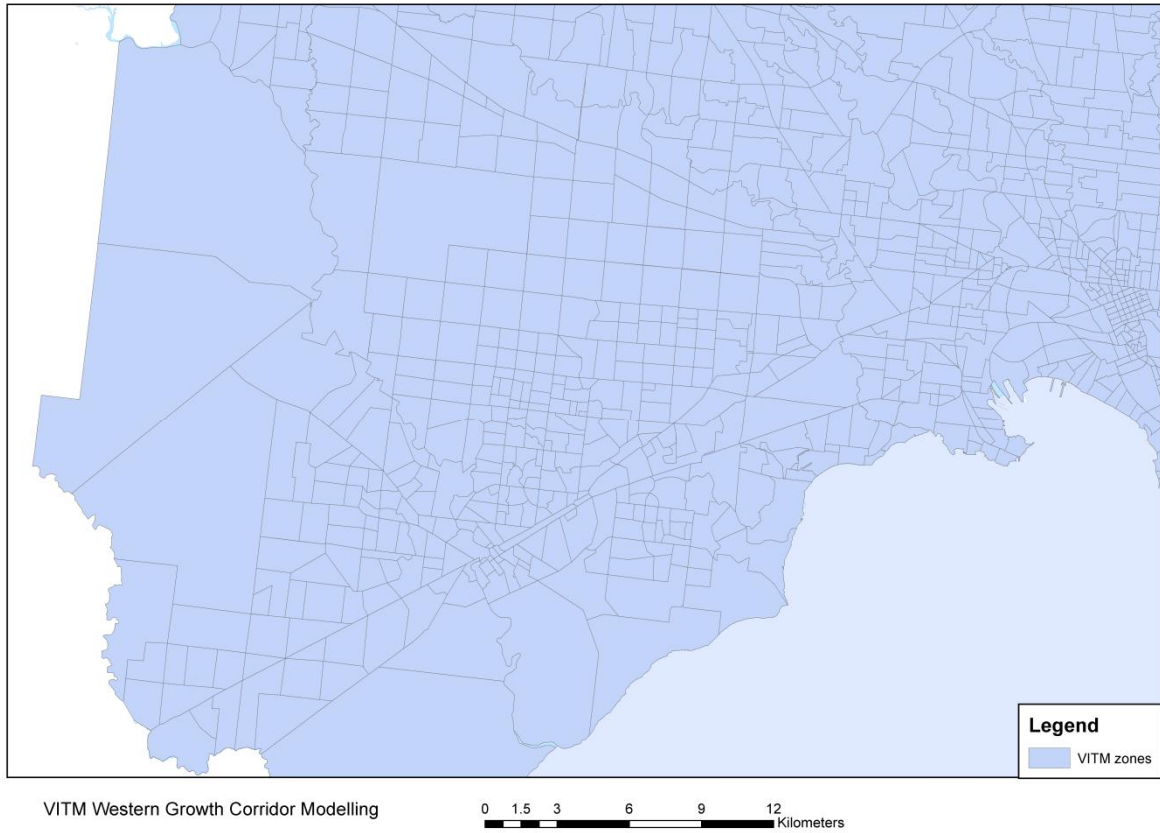 Legend
VITM zones
VITM Western Growth Corridor Modelling
0 1.5 3 6 9 12
Kilometers